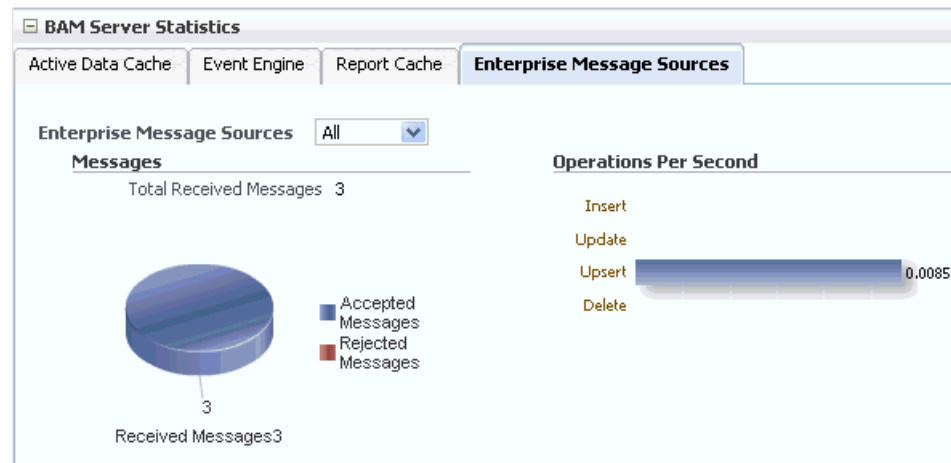 BAM Server Statistics
Active Data Cache
Event Engine
Report Cache
Enterprise Message Sources
Enterprise Message Sources All
Messages
Total Received Messages 3
Accepted
Messages
Rejected
Messages
3
Received Messages3
Operations Per Second
Insert
Update
Upsert 0.0085
Delete